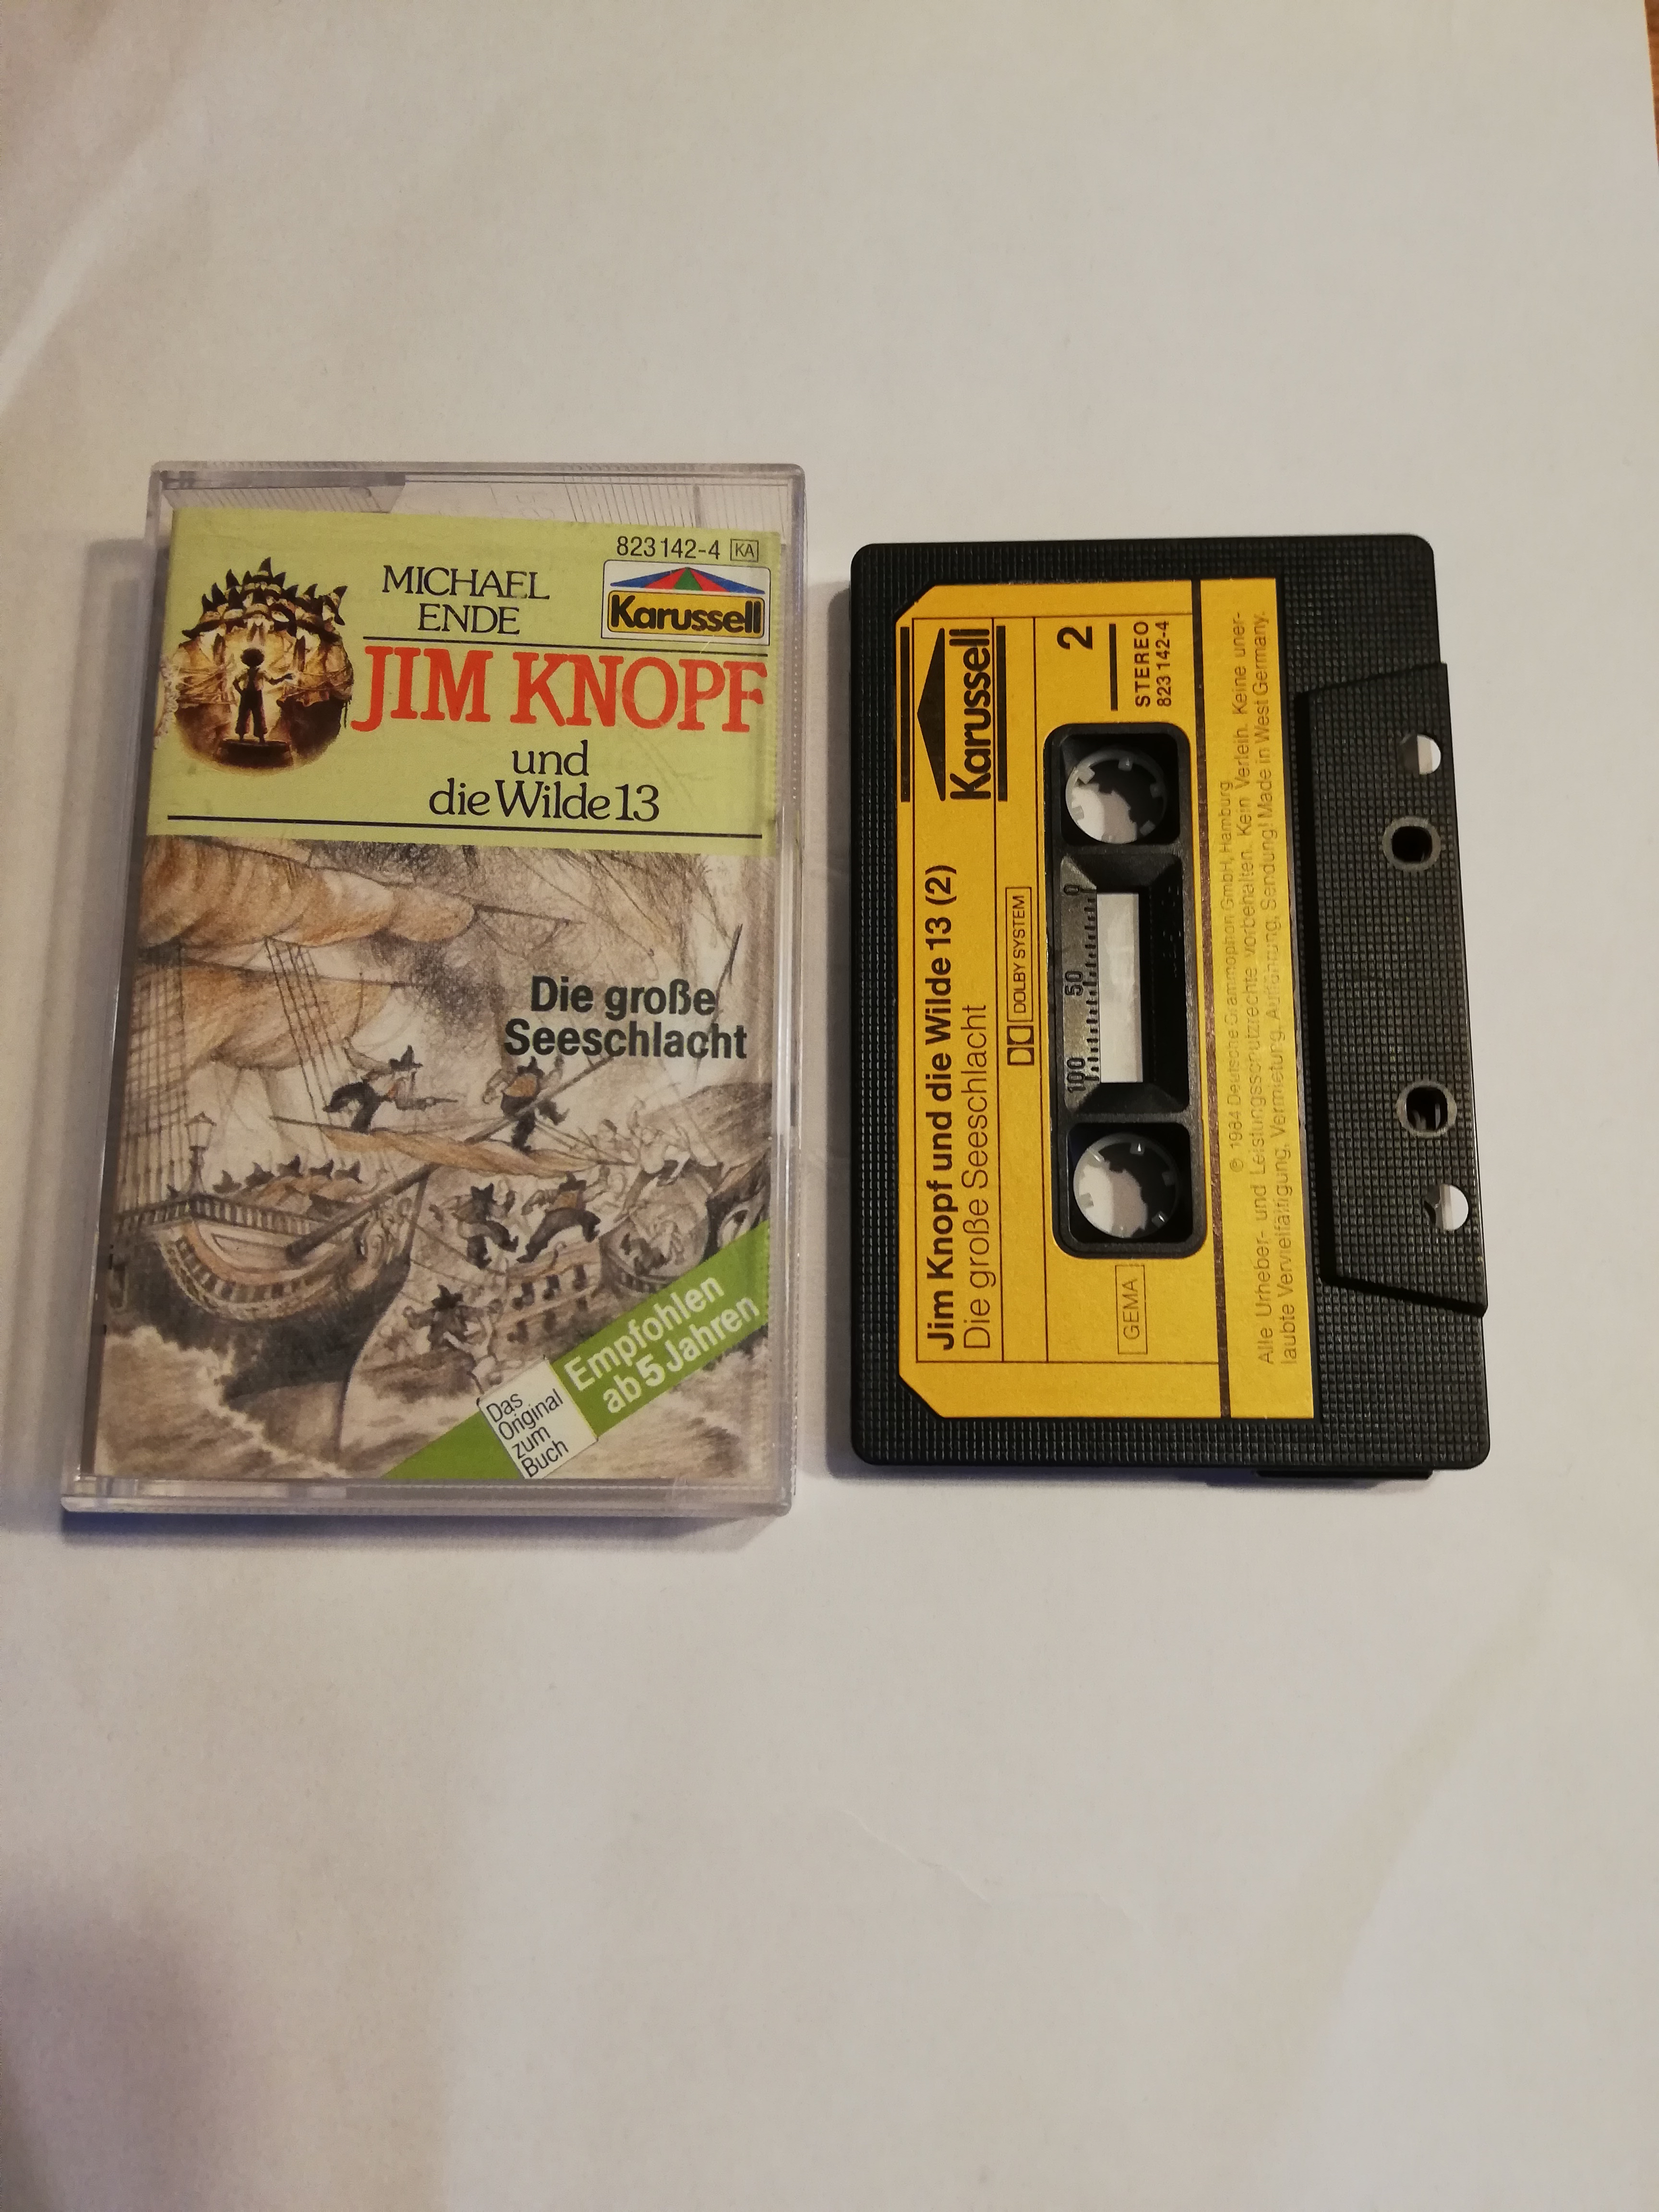 823 142-4 KA
MICHAEL
ENDE
Karussell
JIM KNOPF
und
die Wilde 13
Die große
Seeschlacht
Empfohlen
ab 5 Jahren
Das
Original
zum
Buch
Karussell
Jim Knopf und die Wilde 13 (2)
Die große Seeschlacht
DOLBY SYSTEM
2
STEREO
823 142-4
100 50 0
GEMA
℗ 1984 Deutsche Grammophon GmbH, Hamburg
Alle Urheber- und Leistungsschutzrechte vorbehalten. Kein Verleih. Keine uner-
laubte Vervielfältigung, Vermietung, Aufführung, Sendung! Made in West Germany.